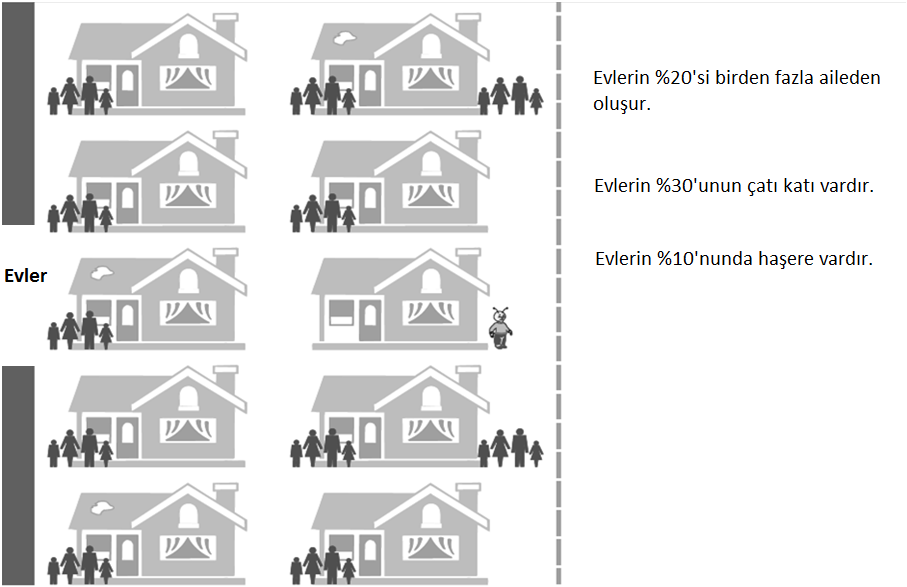 Evlerin %20'si birden fazla aileden
oluşur.
Evlerin %30'unun çatı katı vardır.
Evler
Evlerin %10'nunda haşere vardır.